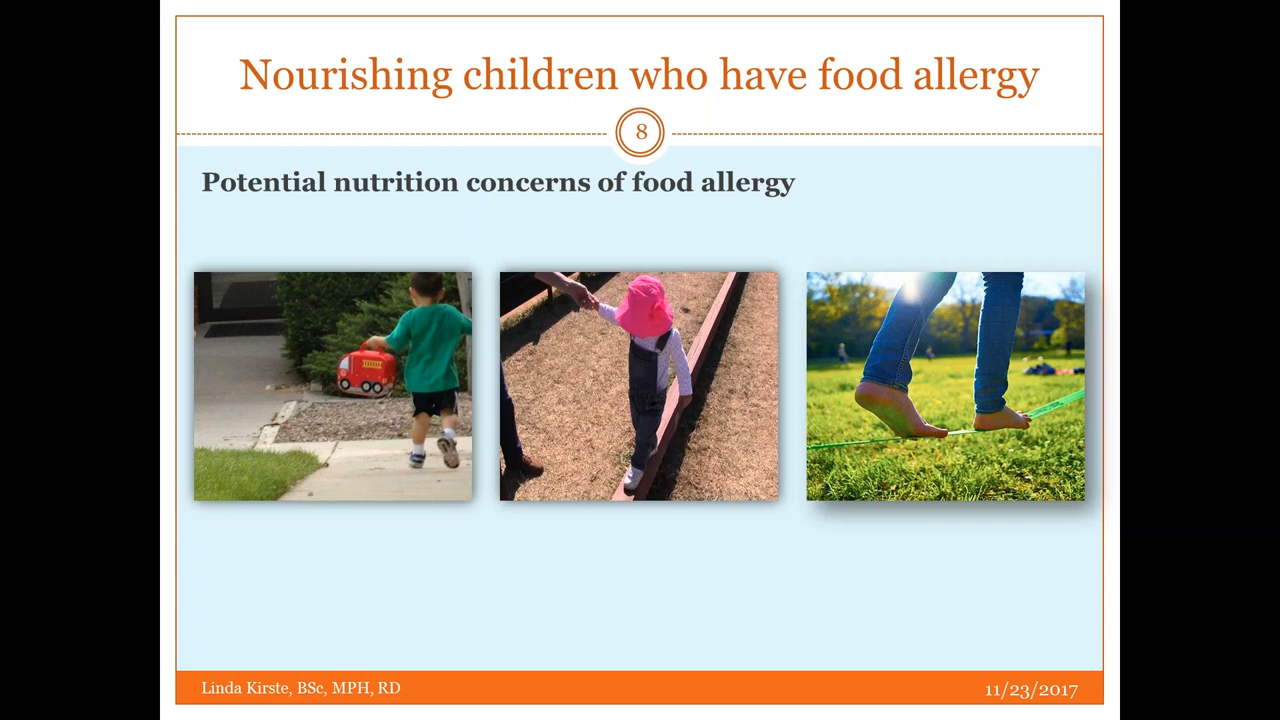 Nourishing children who have food allergy
8
Potential nutrition concerns of food allergy
Linda Kirste, BSc, MPH, RD
11/23/2017